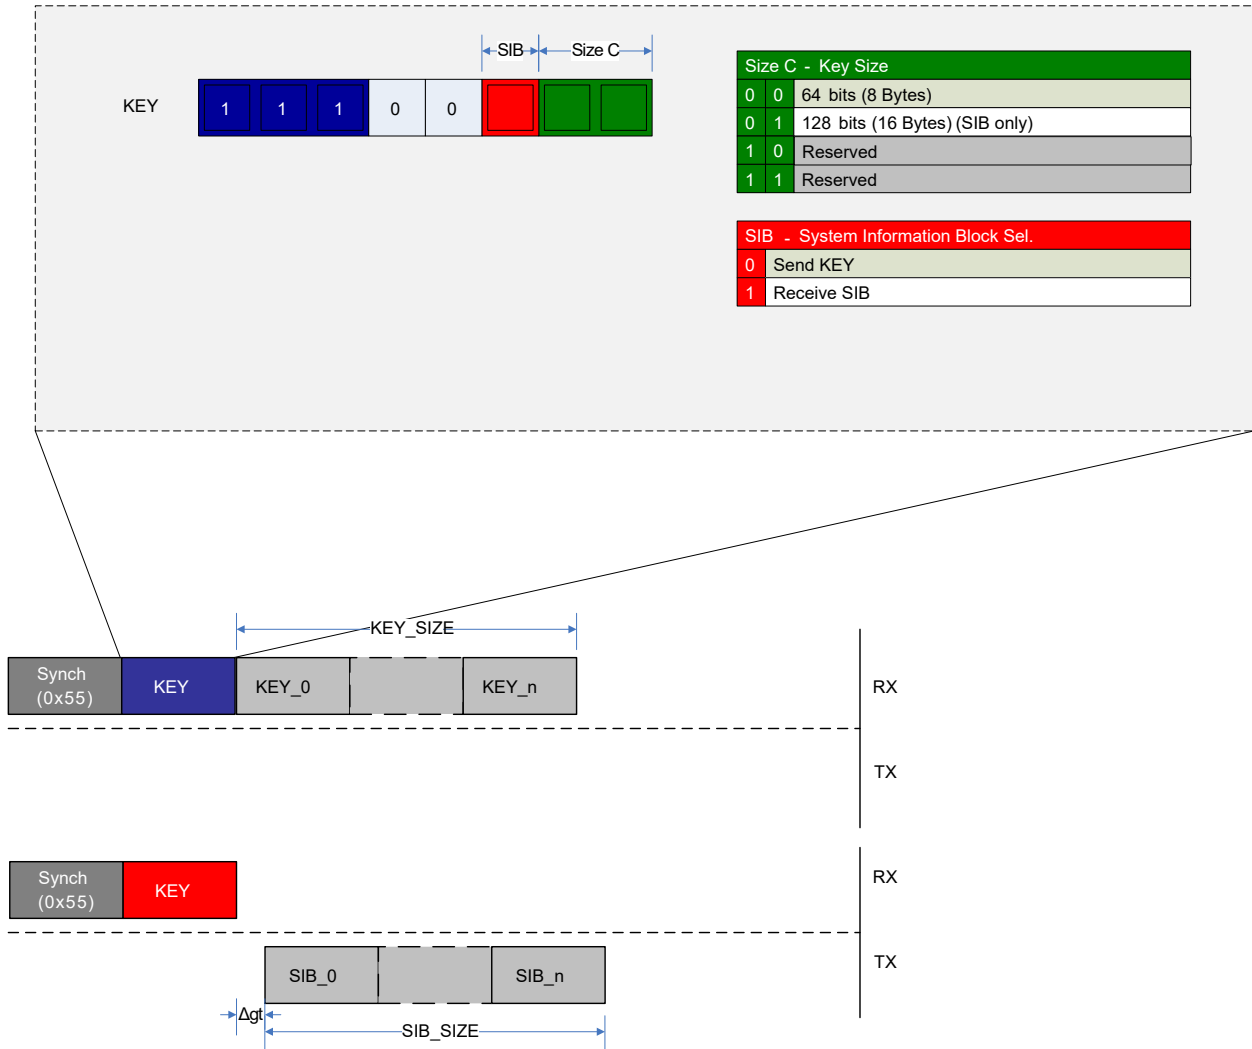 SIB Size C
KEY 1 1 1 0 0
Size C - Key Size
0 0 64 bits (8 Bytes)
0 1 128 bits (16 Bytes) (SIB only)
1 0 Reserved
1 1 Reserved
SIB - System Information Block Sel.
0 Send KEY
1 Receive SIB
KEY_SIZE
Synch
(0x55)
KEY KEY_0 KEY_n RX
TX
Synch
(0x55)
KEY RX
SIB_0 SIB_n TX
Δgt
SIB_SIZE